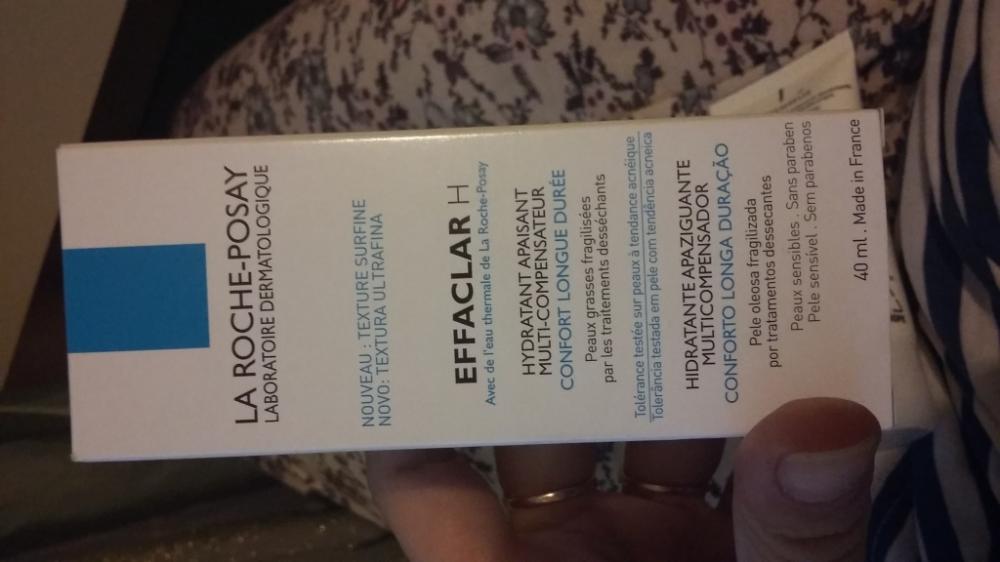 LA ROCHE-POSAY
LABORATOIRE DERMATOLOGIQUE
NOUVEAU : TEXTURE SURFINE
NOVO: TEXTURA ULTRAFINA
EFFACLAR H
Avec de l'eau thermale de La Roche-Posay
HYDRATANT APAISANT
MULTI-COMPENSATEUR
CONFORT LONGUE DURÉE
Peaux grasses fragilisées
par les traitements desséchants
Tolérance testée sur peaux à tendance acnéique
Tolerância testada em pele com tendência acneica
HIDRATANTE APAZIGUANTE
MULTICOMPENSADOR
CONFORTO LONGA DURAÇÃO
Pele oleosa fragilizada
por tratamentos dessecantes
Peaux sensibles . Sans paraben
Pele sensível . Sem parabenos
40 ml . Made in France